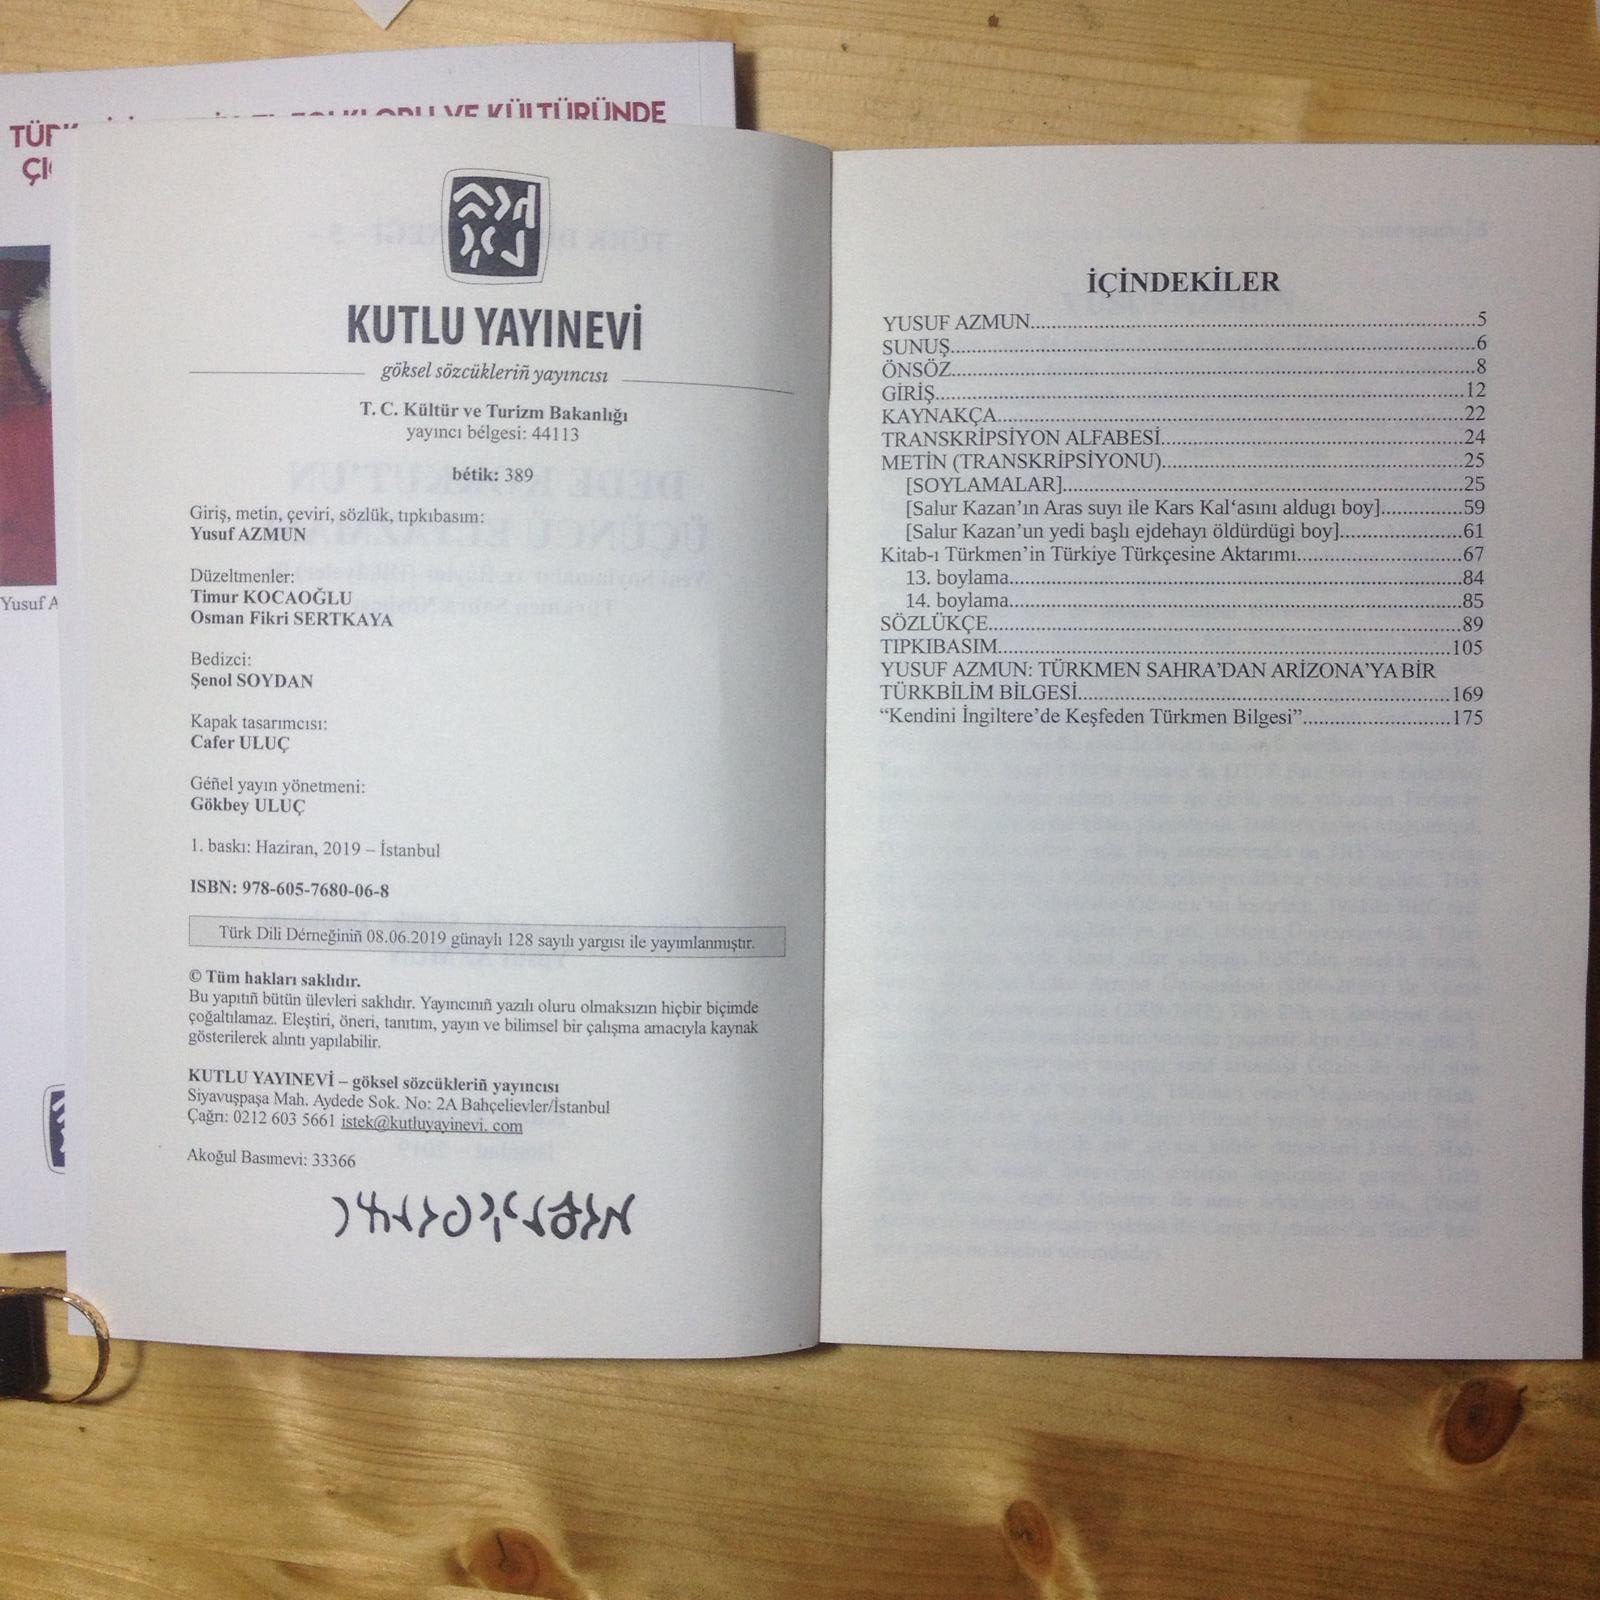 VE KÜLTÜRÜNDE
KUTLU YAYINEVİ
göksel sözcükleriñ yayıncısı
T. C. Kültür ve Turizm Bakanlığı
yayıncı bélgesi: 44113
bétik: 389
Giriş, metin, çeviri, sözlük, tıpkıbasım:
Yusuf AZMUN
Düzeltmenler:
Timur KOCAOĞLU
Osman Fikri SERTKAYA
Bedizci:
Şenol SOYDAN
Kapak tasarımcısı:
Cafer ULUÇ
Géñel yayın yönetmeni:
Gökbey ULUÇ
1. baskı: Haziran, 2019 – İstanbul
ISBN: 978-605-7680-06-8
Türk Dili Dérneğiniñ 08.06.2019 günaylı 128 sayılı yargısı ile yayımlanmıştır.
© Tüm hakları saklıdır.
Bu yapıtıñ bütün ülevleri saklıdır. Yayıncınıñ yazılı oluru olmaksızın hiçbir biçimde
çoğaltılamaz. Eleştiri, öneri, tanıtım, yayın ve bilimsel bir çalışma amacıyla kaynak
gösterilerek alıntı yapılabilir.
KUTLU YAYINEVİ – göksel sözcükleriñ yayıncısı
Siyavuşpaşa Mah. Aydede Sok. No: 2A Bahçelievler/İstanbul
Çağrı: 0212 603 5661 istek@kutluyayinevi. com
Akoğul Basımevi: 33366
Yusuf
İÇİNDEKİLER
YUSUF AZMUN....................5
SUNUŞ....................6
ÖNSÖZ....................8
GİRİŞ....................12
KAYNAKÇA....................22
TRANSKRİPSİYON ALFABESİ....................24
METİN (TRANSKRİPSİYONU)....................25
[SOYLAMALAR]....................25
[Salur Kazan’ın Aras suyı ile Kars Kal‘asını aldugı boy]....................59
[Salur Kazan’un yedi başlı ejdehayı öldürdügi boy]....................61
Kitab-ı Türkmen’in Türkiye Türkçesine Aktarımı....................67
13. boylama....................84
14. boylama....................85
SÖZLÜKÇE....................89
TIPKIBASIM....................105
YUSUF AZMUN: TÜRKMEN SAHRA’DAN ARİZONA’YA BİR
TÜRKBİLİM BİLGESİ....................169
“Kendini İngiltere’de Keşfeden Türkmen Bilgesi”....................175